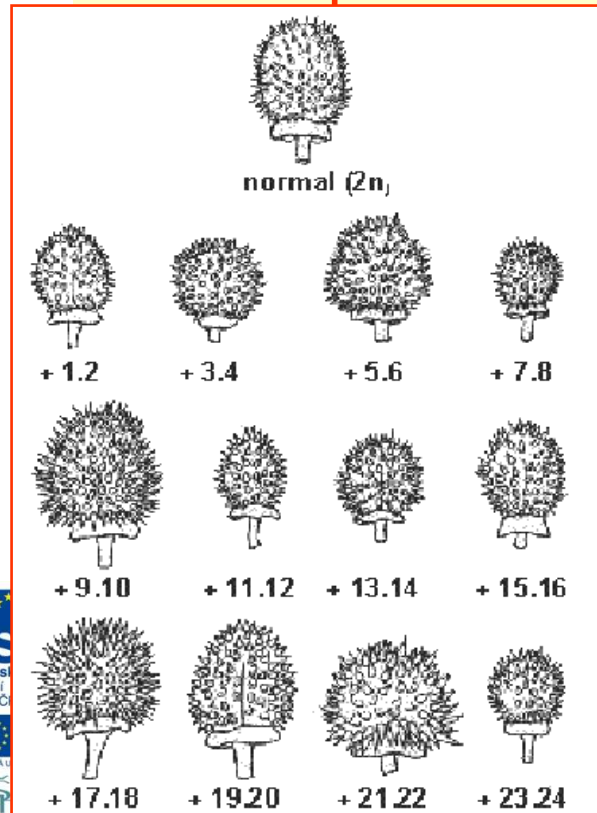 normal (2n)
+ 1.2 + 3.4 + 5.6 + 7.8
+ 9.10 + 11.12 + 13.14 + 15.16
+ 17.18 + 19.20 + 21.22 + 23.24